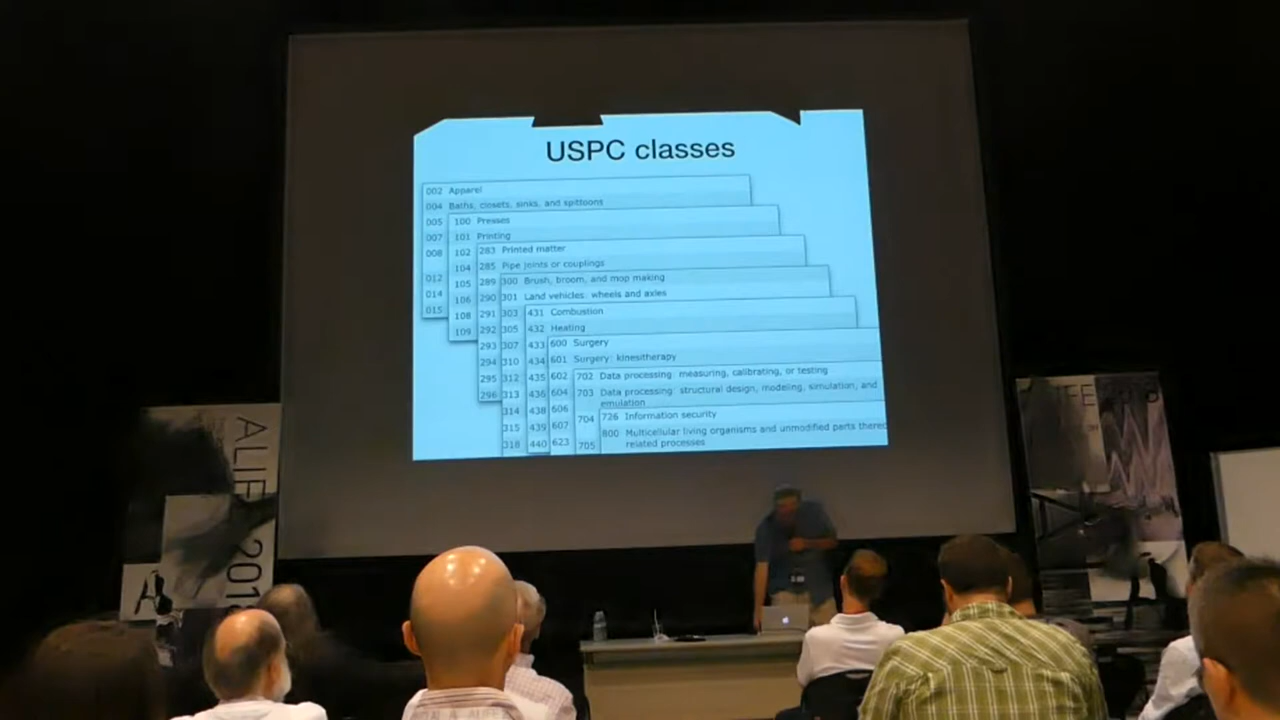 USPC classes
002 Apparel
004 Baths, closets, sinks, and spittoons
005 100 Presses
007 101 Printing
008 102 283 Printed matter
104 285 Pipe joints or couplings
012 105 289 300 Brush, broom, and mop making
014 106 290 301 Land vehicles: wheels and axles
015 108 291 303 431 Combustion
109 292 305 432 Heating
293 307 433 600 Surgery
294 310 434 601 Surgery: kinesitherapy
295 312 435 602 702 Data processing: measuring, calibrating, or testing
296 313 436 604 703 Data processing: structural design, modeling, simulation, and
emulation
314 438 606 704 726 Information security
315 439 607 800 Multicellular living organisms and unmodified parts thereo
318 440 623 705 related processes
ALIFE 201